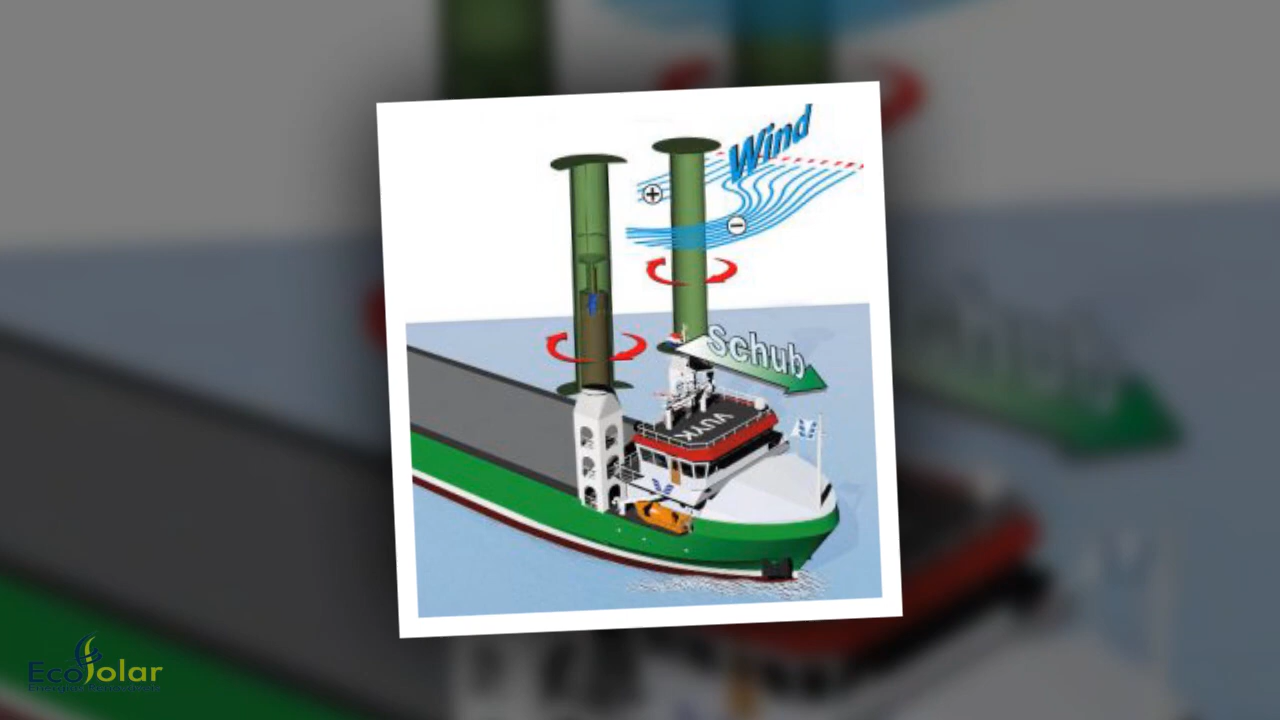 Wind
+
−
Schub
VUYK
EcoSolar